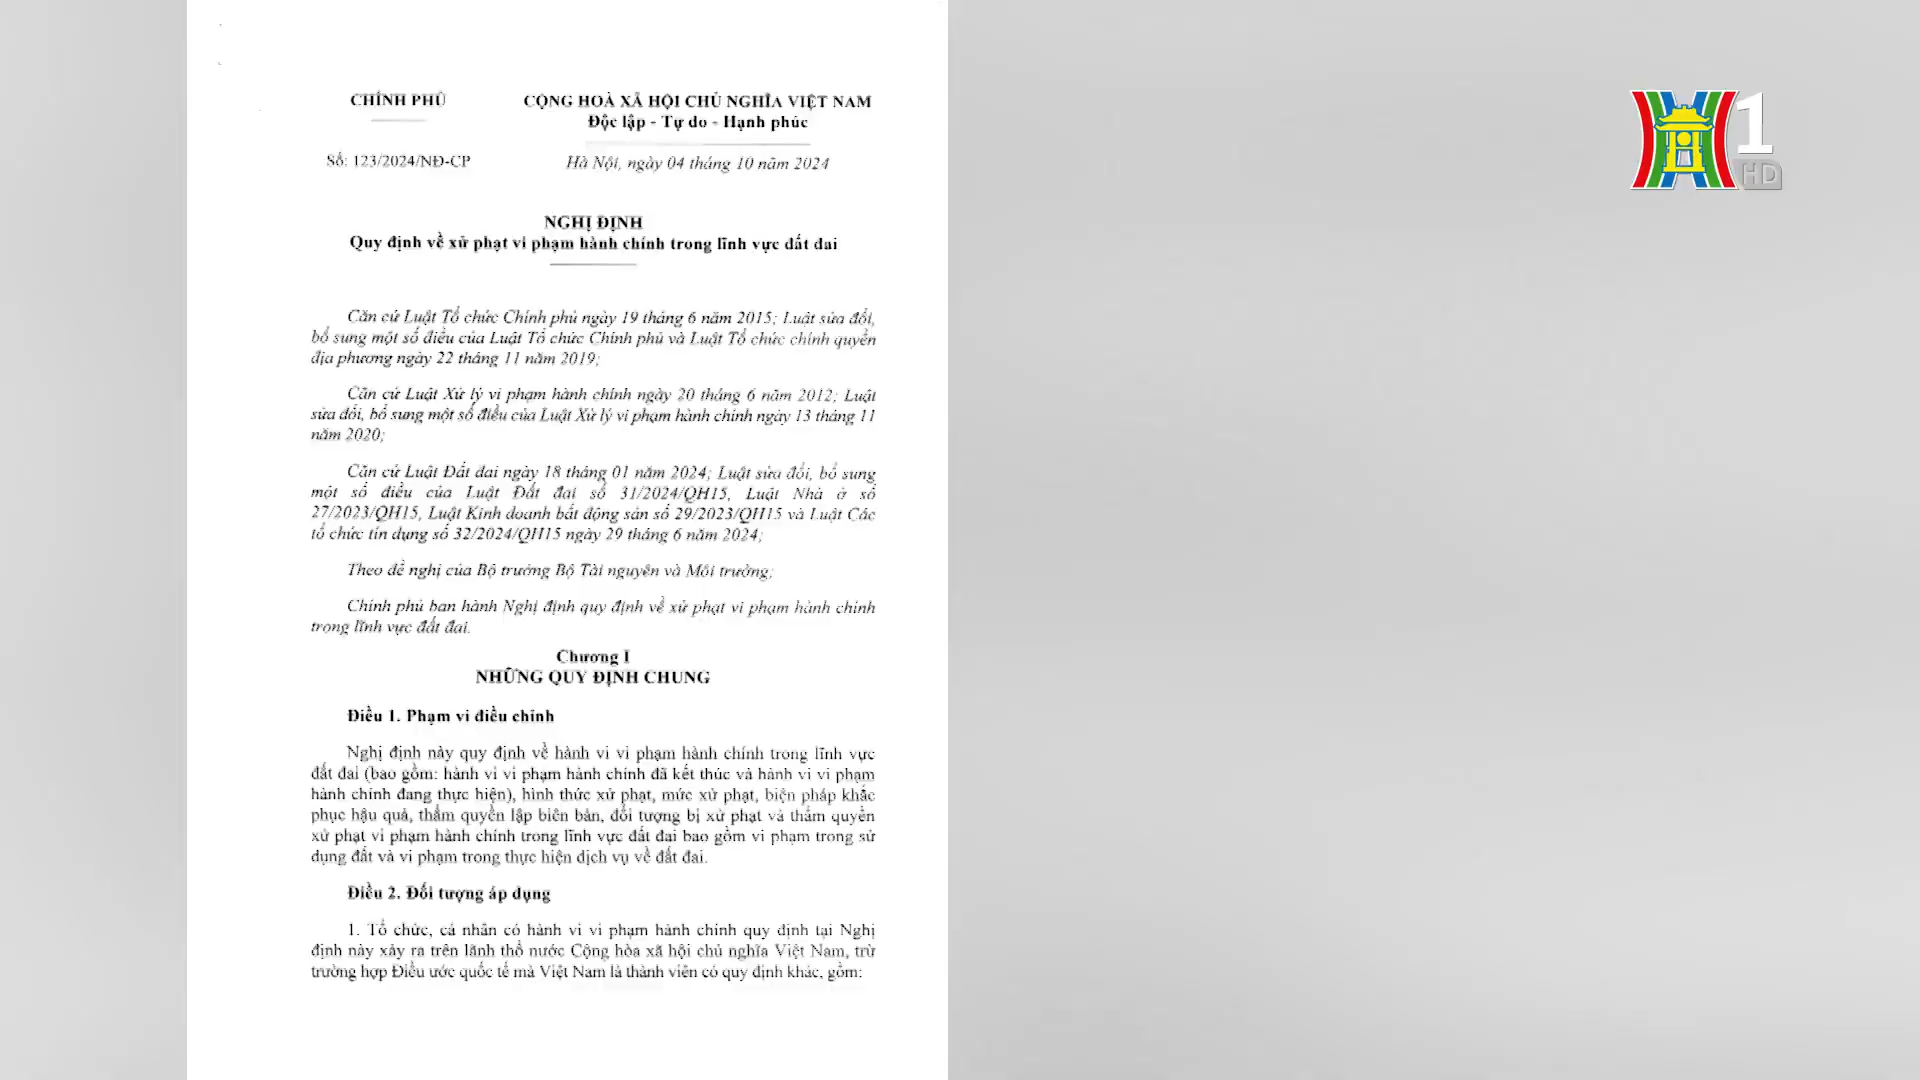 CHÍNH PHỦ
CỘNG HOÀ XÃ HỘI CHỦ NGHĨA VIỆT NAM
Độc lập - Tự do - Hạnh phúc
Số: 123/2024/NĐ-CP
Hà Nội, ngày 04 tháng 10 năm 2024
NGHỊ ĐỊNH
Quy định về xử phạt vi phạm hành chính trong lĩnh vực đất đai
Căn cứ Luật Tổ chức Chính phủ ngày 19 tháng 6 năm 2015; Luật sửa đổi,
bổ sung một số điều của Luật Tổ chức Chính phủ và Luật Tổ chức chính quyền
địa phương ngày 22 tháng 11 năm 2019;
Căn cứ Luật Xử lý vi phạm hành chính ngày 20 tháng 6 năm 2012; Luật
sửa đổi, bổ sung một số điều của Luật Xử lý vi phạm hành chính ngày 13 tháng 11
năm 2020;
Căn cứ Luật Đất đai ngày 18 tháng 01 năm 2024; Luật sửa đổi, bổ sung
một số điều của Luật Đất đai số 31/2024/QH15, Luật Nhà ở số
27/2023/QH15, Luật Kinh doanh bất động sản số 29/2023/QH15 và Luật Các
tổ chức tín dụng số 32/2024/QH15 ngày 29 tháng 6 năm 2024;
Theo đề nghị của Bộ trưởng Bộ Tài nguyên và Môi trường;
Chính phủ ban hành Nghị định quy định về xử phạt vi phạm hành chính
trong lĩnh vực đất đai.
Chương I
NHỮNG QUY ĐỊNH CHUNG
Điều 1. Phạm vi điều chỉnh
Nghị định này quy định về hành vi vi phạm hành chính trong lĩnh vực
đất đai (bao gồm: hành vi vi phạm hành chính đã kết thúc và hành vi vi phạm
hành chính đang thực hiện), hình thức xử phạt, mức xử phạt, biện pháp khắc
phục hậu quả, thẩm quyền lập biên bản, đối tượng bị xử phạt và thẩm quyền
xử phạt vi phạm hành chính trong lĩnh vực đất đai bao gồm vi phạm trong sử
dụng đất và vi phạm trong thực hiện dịch vụ về đất đai.
Điều 2. Đối tượng áp dụng
1. Tổ chức, cá nhân có hành vi vi phạm hành chính quy định tại Nghị
định này xảy ra trên lãnh thổ nước Cộng hòa xã hội chủ nghĩa Việt Nam, trừ
trường hợp Điều ước quốc tế mà Việt Nam là thành viên có quy định khác, gồm:
H 1
HD